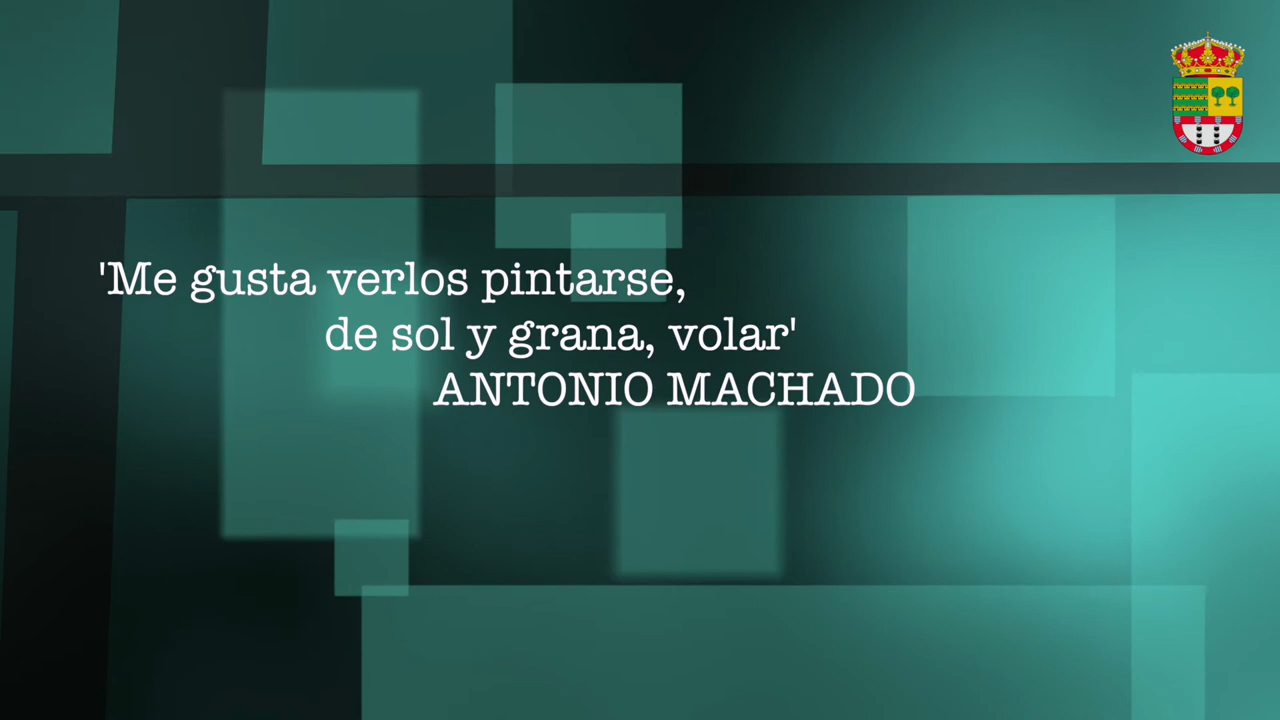 'Me gusta verlos pintarse,
de sol y grana, volar'
ANTONIO MACHADO